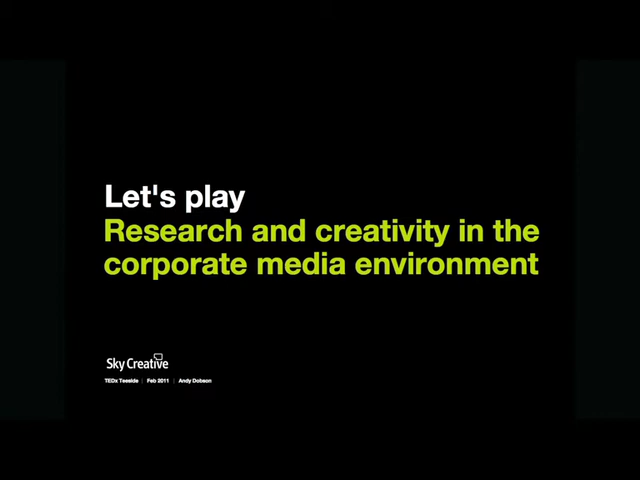 Let's play
Research and creativity in the
corporate media environment
Sky Creative
TEDx Teeside | Feb 2011 | Andy Dobson